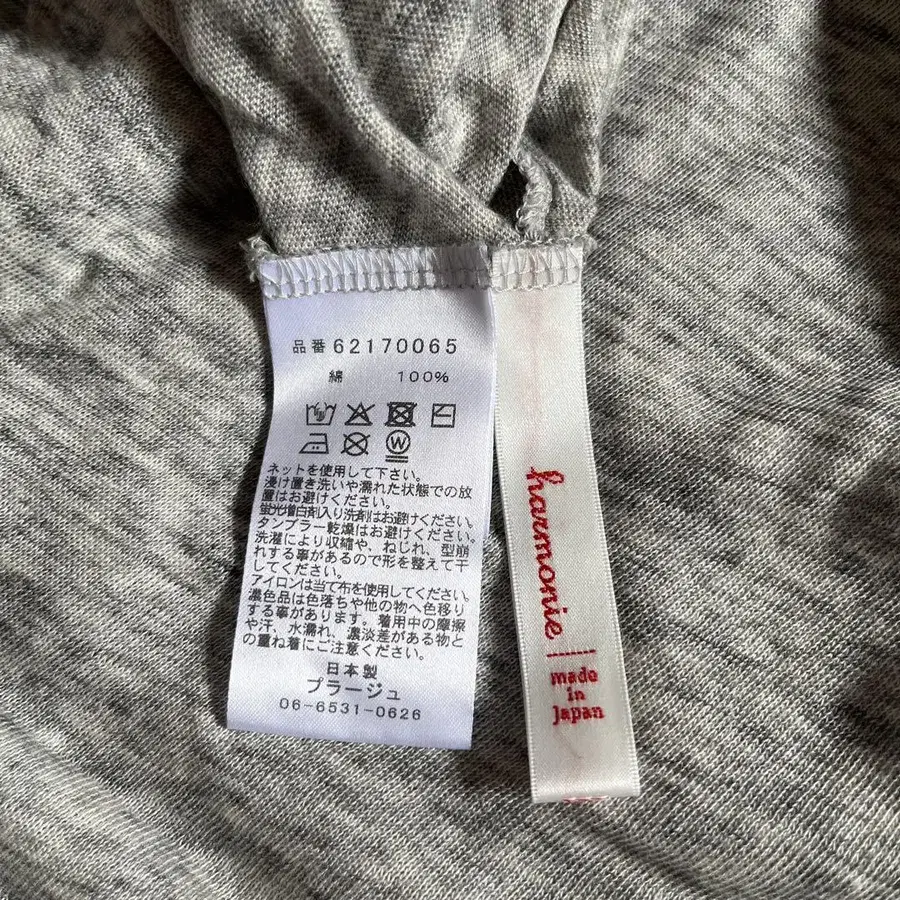 品番 62170065
綿 100%
W
ネットを使用して下さい。
浸け置き洗いや濡れた状態での放
置はお避けください。
蛍光増白剤入り洗剤はお避けください。
タンブラー乾燥はお避けください。
洗濯により収縮や、ねじれ、型崩
れする事があるので形を整えて干
してください。
アイロンは当て布を使用してください。
濃色品は色落ちや他の物へ色移り
する事があります。着用中の摩擦
や汗、水濡れ、濃淡差がある物と
の重ね着にご注意ください。
日本製
プラージュ
06-6531-0626
harmonie
made
in
japan